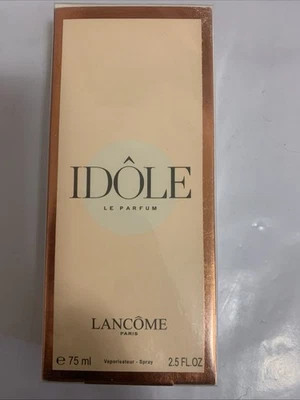 IDÔLE
LE PARFUM
LANCÔME
PARIS
℮ 75 ml Vaporisateur - Spray 2.5 FL OZ